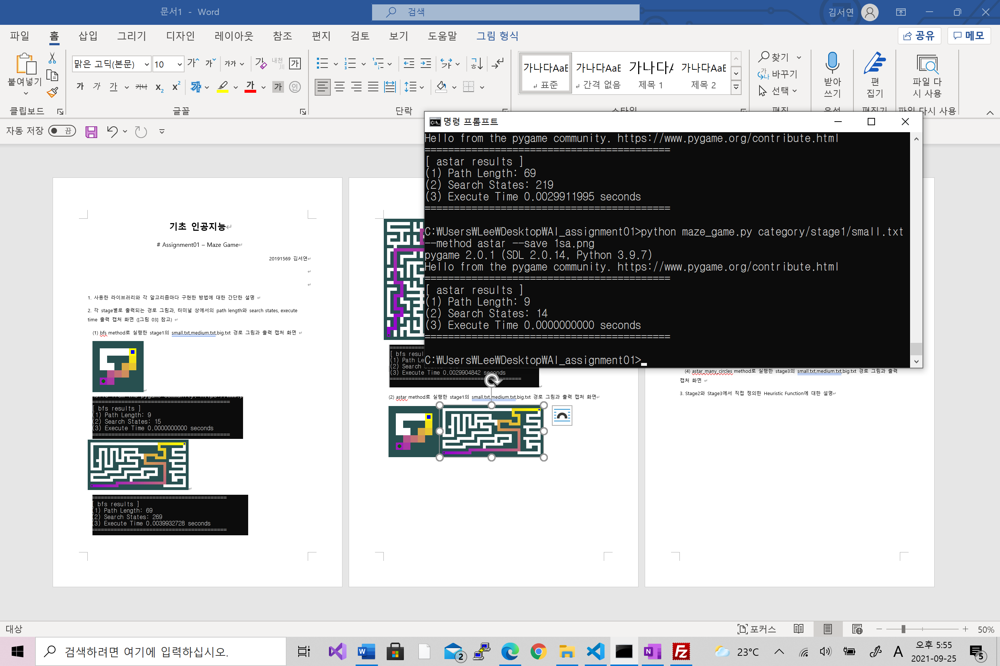 문서1 - Word
검색
김서연
파일 홈 삽입 그리기 디자인 레이아웃 참조 편지 검토 보기 도움말 그림 형식
공유 메모
붙여넣기
클립보드
맑은 고딕(본문) 10
글꼴
단락
가나다AaB 가나다AaB 가나다A 가나다AaB
표준 간격 없음 제목 1 제목 2
스타일
찾기
바꾸기
선택
편집
받아
쓰기
음성
편
집기
편집기
파일 다
시 사용
파일 다시 사용
자동 저장 끔
명령 프롬프트
Hello from the pygame community. https://www.pygame.org/contribute.html
==========================================
[ astar results ]
(1) Path Length: 69
(2) Search States: 219
(3) Execute Time 0.0029911995 seconds
==========================================
C:₩Users₩Lee₩Desktop₩AI_assignment01>python maze_game.py category/stage1/small.txt
--method astar --save 1sa.png
pygame 2.0.1 (SDL 2.0.14, Python 3.9.7)
Hello from the pygame community. https://www.pygame.org/contribute.html
==========================================
[ astar results ]
(1) Path Length: 9
(2) Search States: 14
(3) Execute Time 0.0000000000 seconds
==========================================
C:₩Users₩Lee₩Desktop₩AI_assignment01>
기초 인공지능
# Assignment01 – Maze Game
20191569 김서연
1. 사용한 라이브러리와 각 알고리즘마다 구현한 방법에 대한 간단한 설명
2. 각 stage별로 출력되는 경로 그림과, 터미널 상에서의 path length와 search states, execute
time 출력 캡처 화면 ([그림 03] 참고)
(1) bfs method로 실행한 stage1의 small.txt,medium.txt,big.txt 경로 그림과 출력 캡처 화면
[ bfs results ]
(1) Path Length: 9
(2) Search States: 15
(3) Execute Time 0.0000000000 seconds
==========================================
==========================================
[ bfs results ]
(1) Path Length: 69
(2) Search States: 269
(3) Execute Time 0.0039932728 seconds
==========================================
[ bfs resul
(1) Path Le
(2) Search
(3) Execute Time 0.0029904842 seconds
==========================================
(2) astar method로 실행한 stage1의 small.txt,medium.txt,big.txt 경로 그림과 출력 캡처 화면
(4) astar_many_circles method로 실행한 stage3의 small.txt,medium.txt,big.txt 경로 그림과 출력
캡처 화면
3. Stage2와 Stage3에서 직접 정의한 Heuristic Function에 대한 설명
대상
포커스
50%
검색하려면 여기에 입력하십시오.
2
23°C
A
오후 5:55
2021-09-25
5